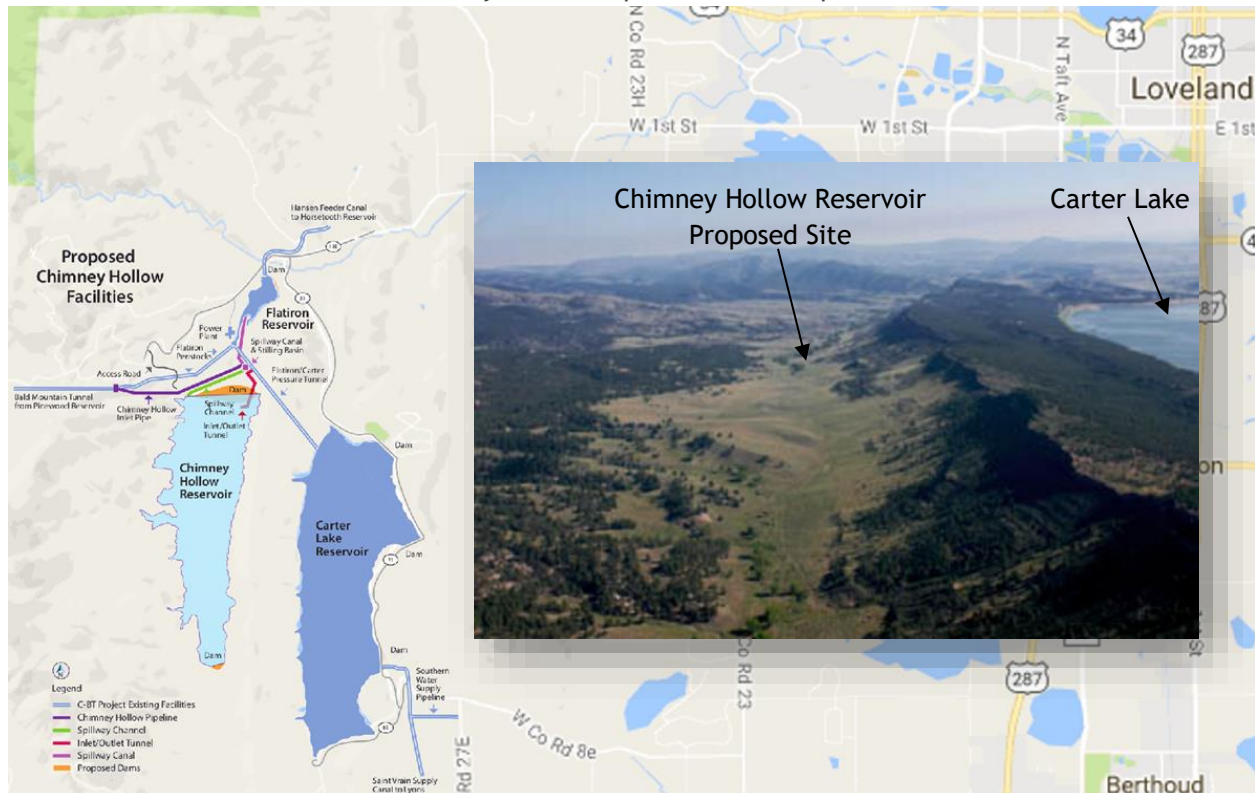 34
N Co Rd 23H
N Taft Ave
34
287
Loveland
W 1st St
W 1st St
E 1st
Chimney Hollow Reservoir
Proposed Site
Carter Lake
87
Hansen Feeder Canal
to Horsetooth Reservoir
Proposed
Chimney Hollow
Facilities
Dam
Flatiron
Reservoir
Power
Plant
Spillway Canal
& Stilling Basin
Flatiron
Penstocks
Flatiron/Carter
Pressure Tunnel
Access Road
Bald Mountain Tunnel
from Pinewood Reservoir
Chimney Hollow
Inlet Pipe
Dam
Spillway
Channel
Inlet/Outlet
Tunnel
Dam
Chimney
Hollow
Reservoir
Carter
Lake
Reservoir
31
Dam
Dam
Dam
Southern
Water
Supply
Pipeline
Legend
C-BT Project Existing Facilities
Chimney Hollow Pipeline
Spillway Channel
Inlet/Outlet Tunnel
Spillway Canal
Proposed Dams
Saint Vrain Supply
Canal to Lyons
Rd 27E
W Co Rd 8e
Co Rd 23
on
St
287
Berthoud